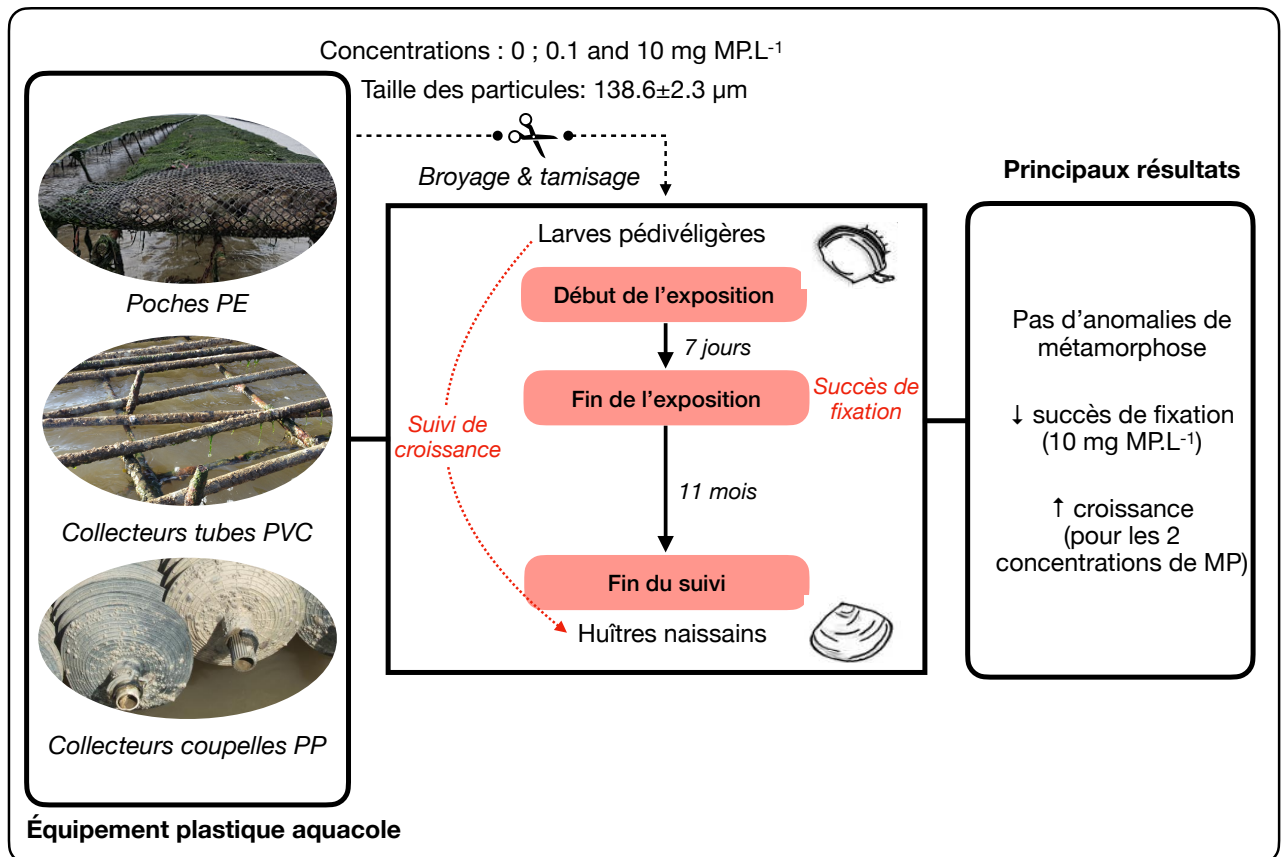 Concentrations : 0 ; 0.1 and 10 mg MP.L-1
Taille des particules: 138.6±2.3 µm
Broyage & tamisage
Poches PE
Collecteurs tubes PVC
Collecteurs coupelles PP
Équipement plastique aquacole
Larves pédivéligères
Début de l'exposition
7 jours
Fin de l'exposition
Succès de
fixation
Suivi de
croissance
11 mois
Fin du suivi
Huîtres naissains
Principaux résultats
Pas d'anomalies de
métamorphose
↓ succès de fixation
(10 mg MP.L-1)
↑ croissance
(pour les 2
concentrations de MP)